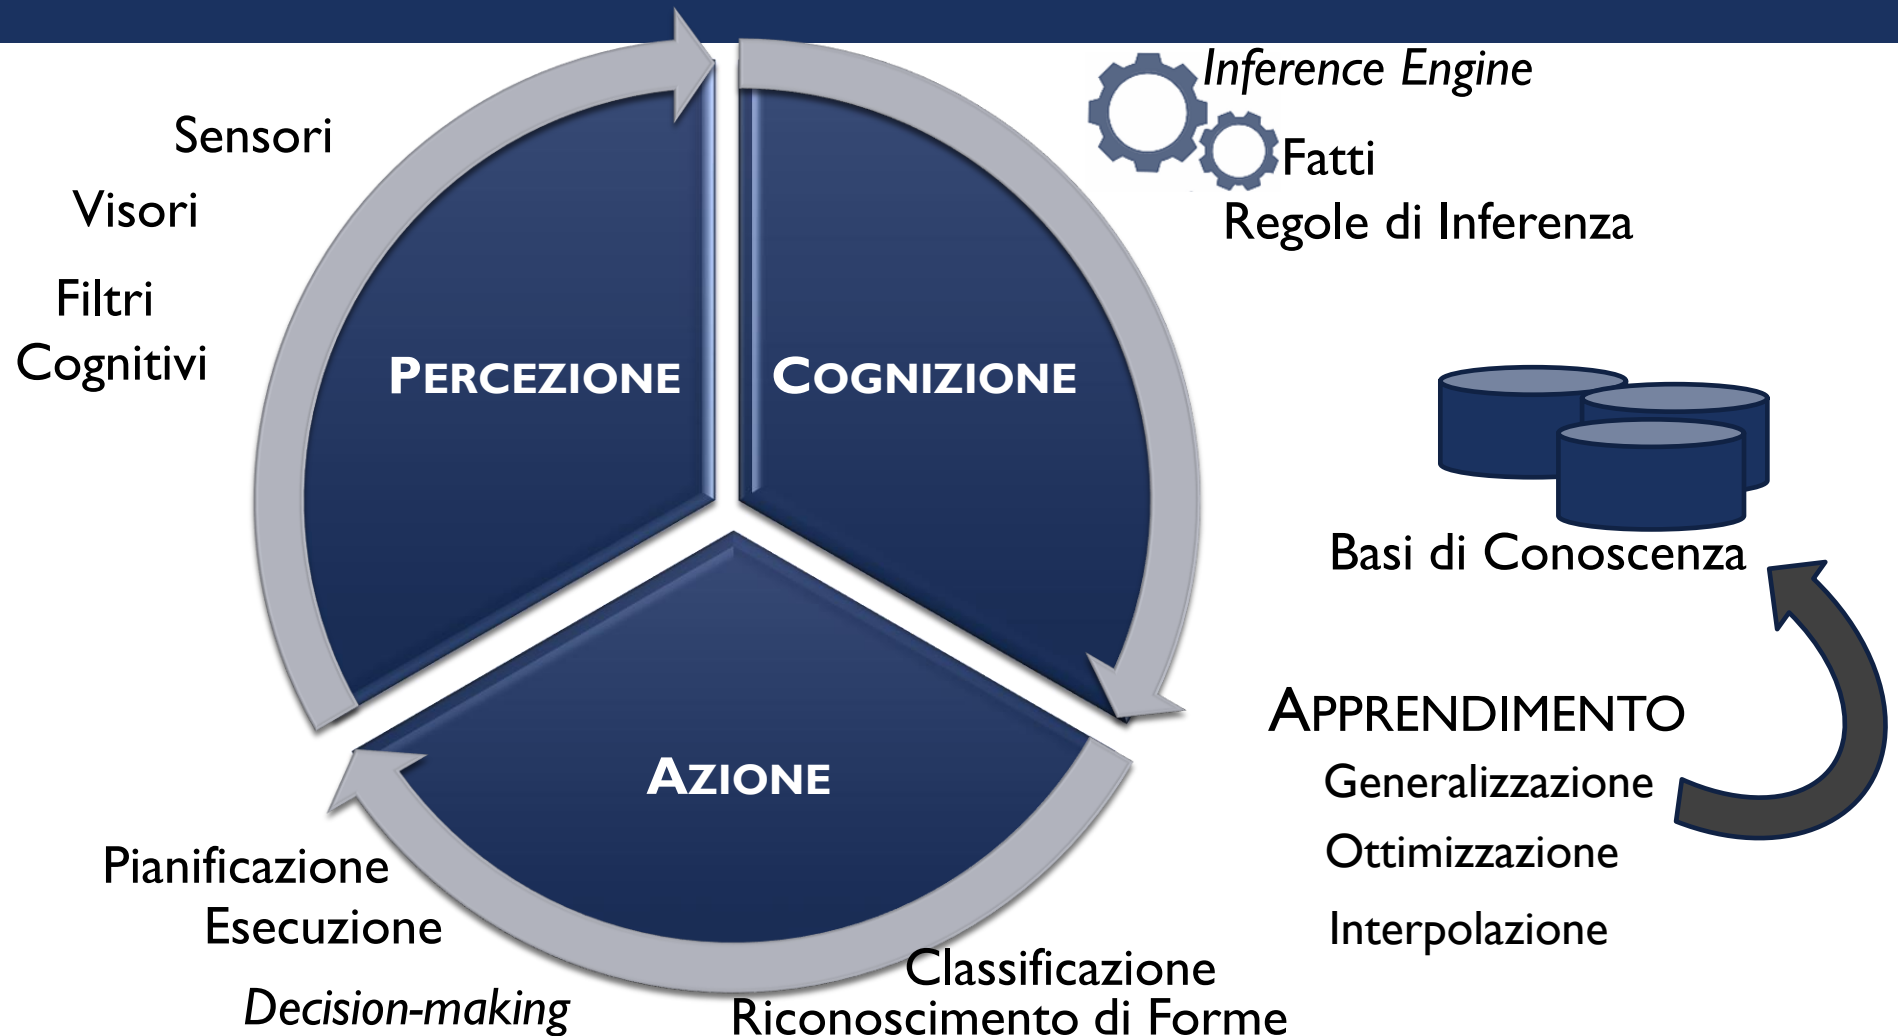 Inference Engine
Sensori
Fatti
Visori
Regole di Inferenza
Filtri
Cognitivi
PERCEZIONE
COGNIZIONE
Basi di Conoscenza
APPRENDIMENTO
AZIONE
Generalizzazione
Ottimizzazione
Pianificazione
Esecuzione
Interpolazione
Classificazione
Decision-making
Riconoscimento di Forme